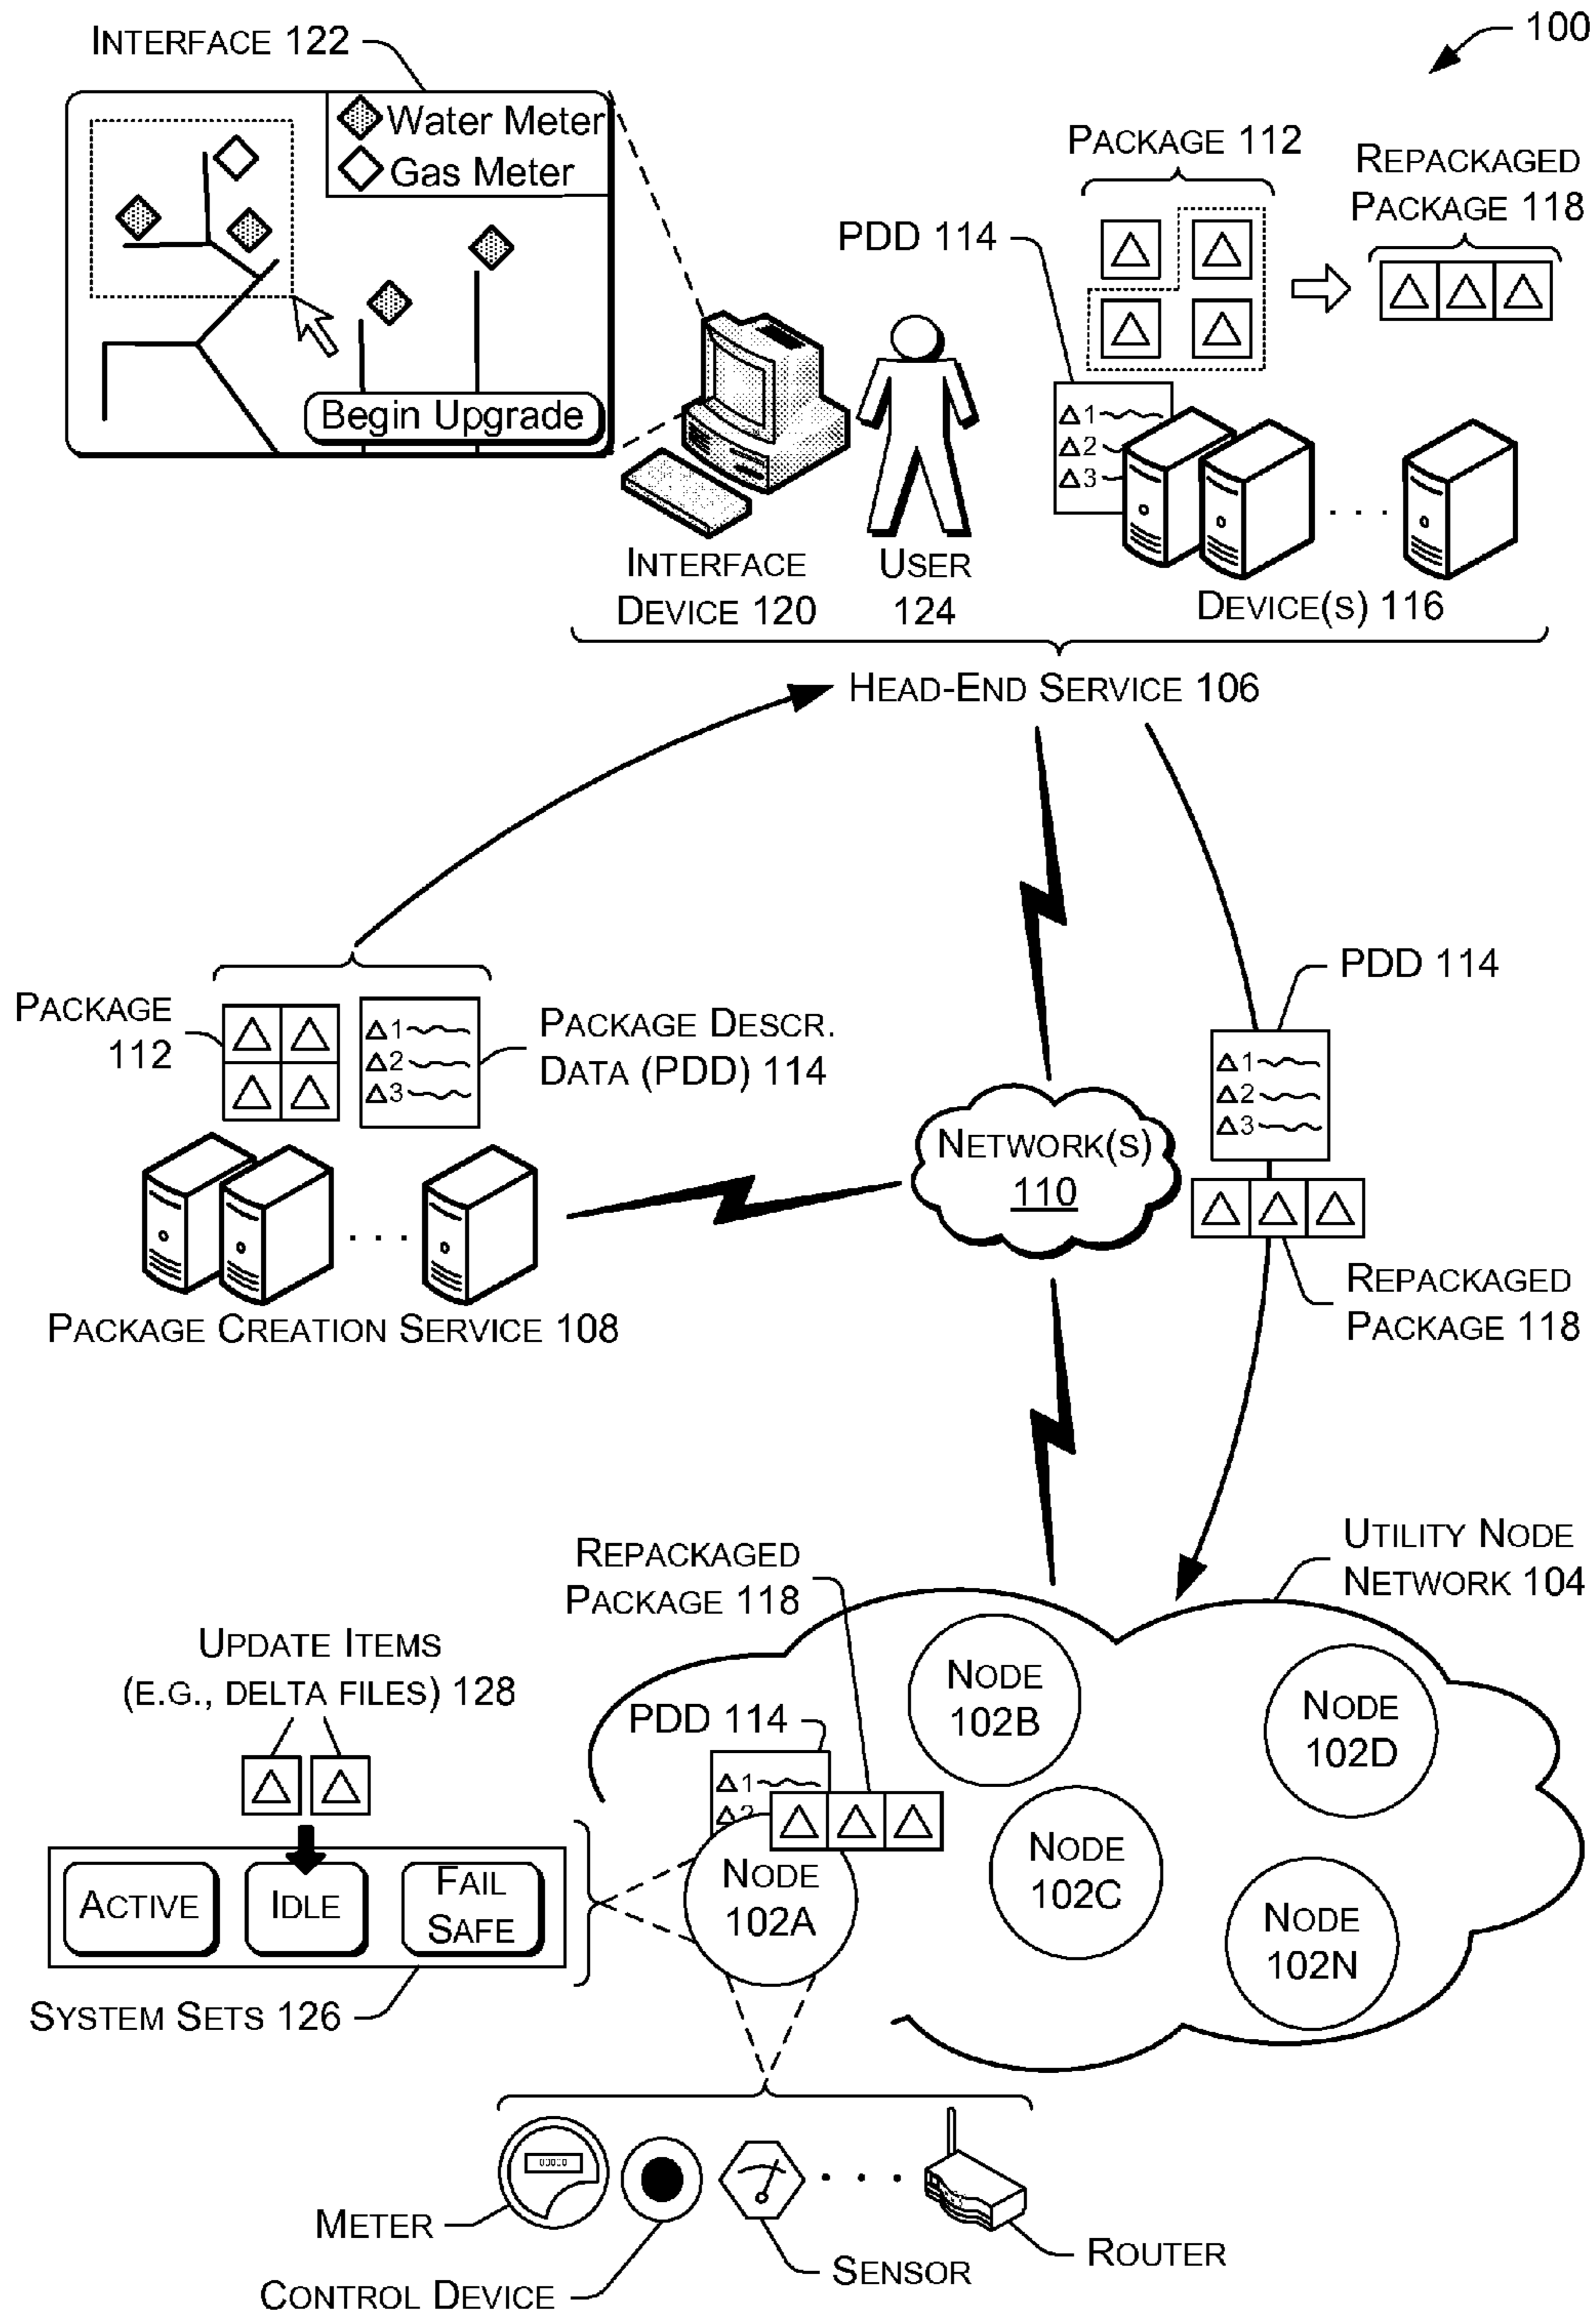 100
INTERFACE 122
Water Meter
Gas Meter
Begin Upgrade
PACKAGE 112
REPACKAGED
PACKAGE 118
PDD 114
Δ1
Δ2
Δ3
INTERFACE
DEVICE 120
USER
124
DEVICE(S) 116
HEAD-END SERVICE 106
PACKAGE
112
Δ1
Δ2
Δ3
PACKAGE DESCR.
DATA (PDD) 114
PACKAGE CREATION SERVICE 108
NETWORK(S)
110
PDD 114
Δ1
Δ2
Δ3
REPACKAGED
PACKAGE 118
UTILITY NODE
NETWORK 104
REPACKAGED
PACKAGE 118
UPDATE ITEMS
(E.G., DELTA FILES) 128
PDD 114
Δ1
Δ2
NODE
102A
NODE
102B
NODE
102C
NODE
102D
NODE
102N
ACTIVE
IDLE
FAIL
SAFE
SYSTEM SETS 126
00000
METER
CONTROL DEVICE
SENSOR
ROUTER